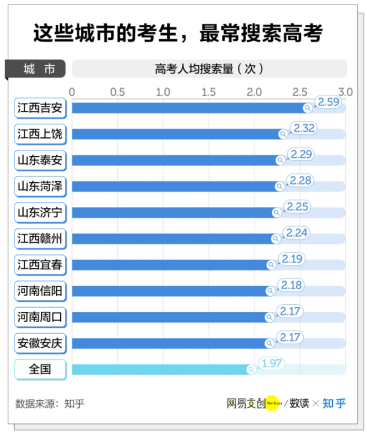 这些城市的考生，最常搜索高考
城 市
高考人均搜索量（次）
0 0.5 1.0 1.5 2.0 2.5 3.0
江西吉安 2.59
江西上饶 2.32
山东泰安 2.29
山东菏泽 2.28
山东济宁 2.25
江西赣州 2.24
江西宜春 2.19
河南信阳 2.18
河南周口 2.17
安徽安庆 2.17
全国 1.97
数据来源：知乎
网易文创 / 数读 × 知乎